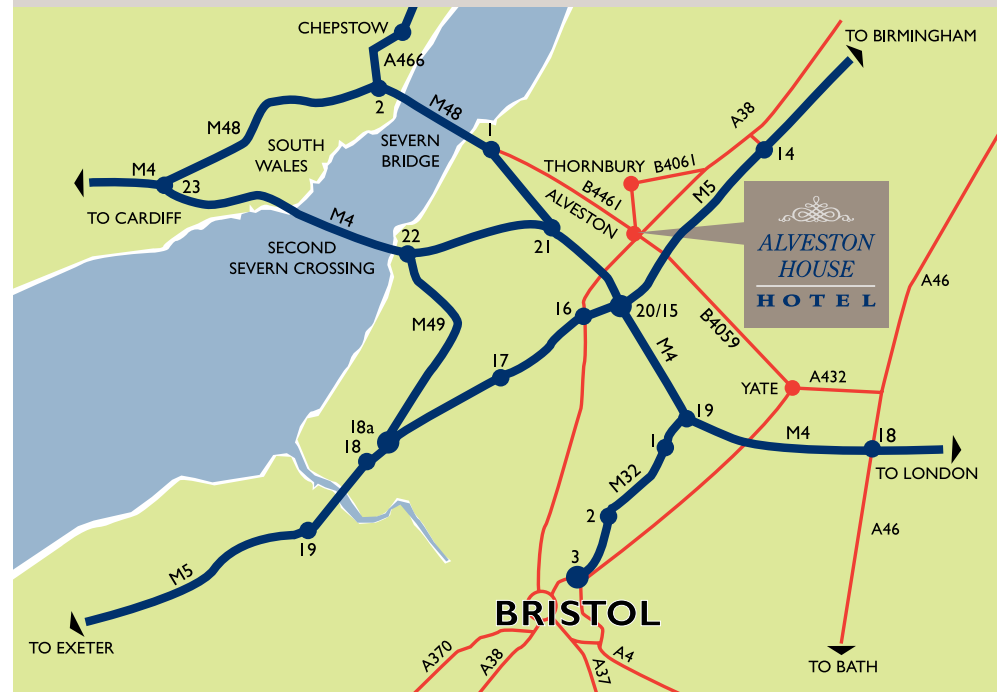 CHEPSTOW
A466
TO BIRMINGHAM
2
M48
A38
M48
SOUTH
WALES
SEVERN
BRIDGE
1
14
THORNBURY
B4061
M4
23
B4461
ALVESTON
M5
TO CARDIFF
M4
22
21
SECOND
SEVERN CROSSING
ALVESTON
HOUSE
HOTEL
A46
16
20/15
M49
M4
B4059
17
YATE
A432
18a
18
19
1
M4
18
TO LONDON
M32
2
A46
19
3
M5
BRISTOL
TO EXETER
A370
A38
A37
A4
TO BATH